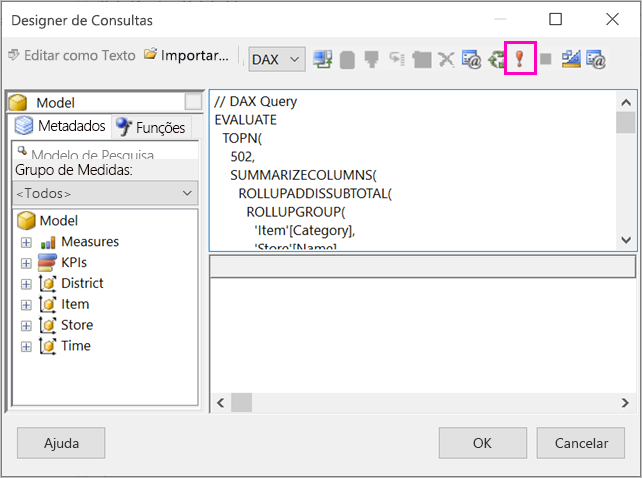 Designer de Consultas
Editar como Texto Importar... DAX
Model
Metadados Funções
Modelo de Pesquisa
Grupo de Medidas:
<Todos>
Model
Measures
KPIs
District
Item
Store
Time
// DAX Query
EVALUATE
TOPN(
502,
SUMMARIZECOLUMNS(
ROLLUPADDISSUBTOTAL(
ROLLUPGROUP(
'Item'[Category],
'Store'[Name]
Ajuda OK Cancelar